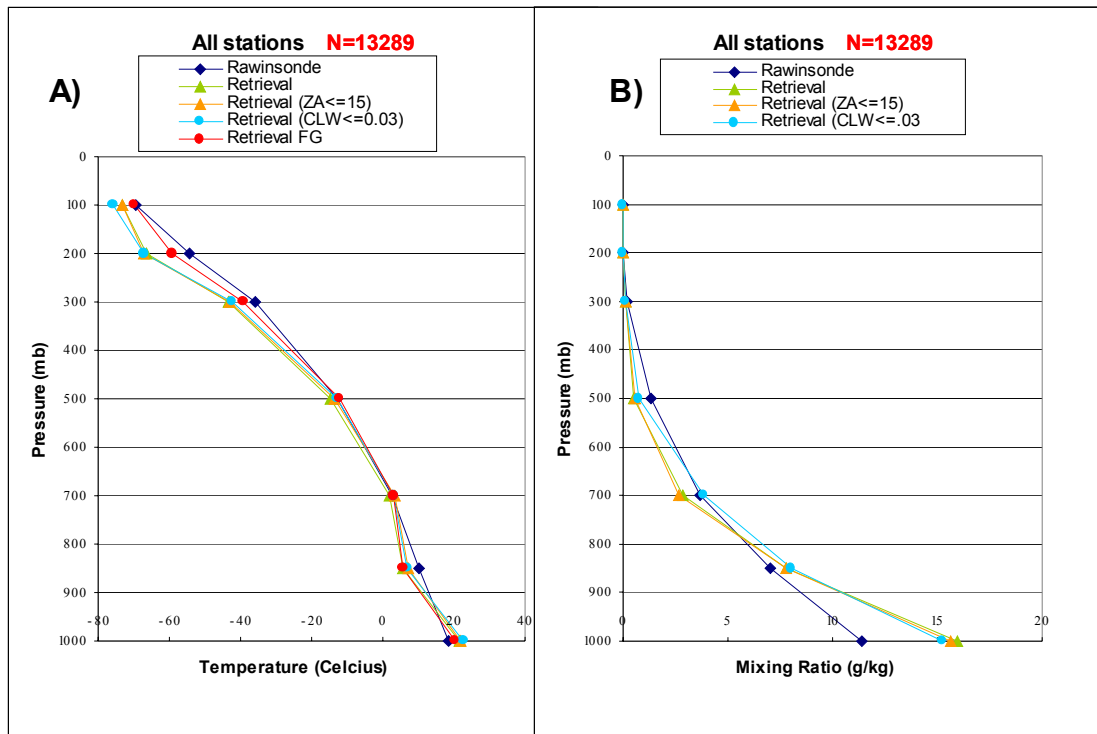 All stations N=13289
A)
Rawinsonde
Retrieval
Retrieval (ZA<=15)
Retrieval (CLW<=0.03)
Retrieval FG
0
100
200
300
400
500
600
700
800
900
1000
Pressure (mb)
-80 -60 -40 -20 0 20 40
Temperature (Celcius)
All stations N=13289
B)
Rawinsonde
Retrieval
Retrieval (ZA<=15)
Retrieval (CLW<=.03
0
100
200
300
400
500
600
700
800
900
1000
Pressure (mb)
0 5 10 15 20
Mixing Ratio (g/kg)